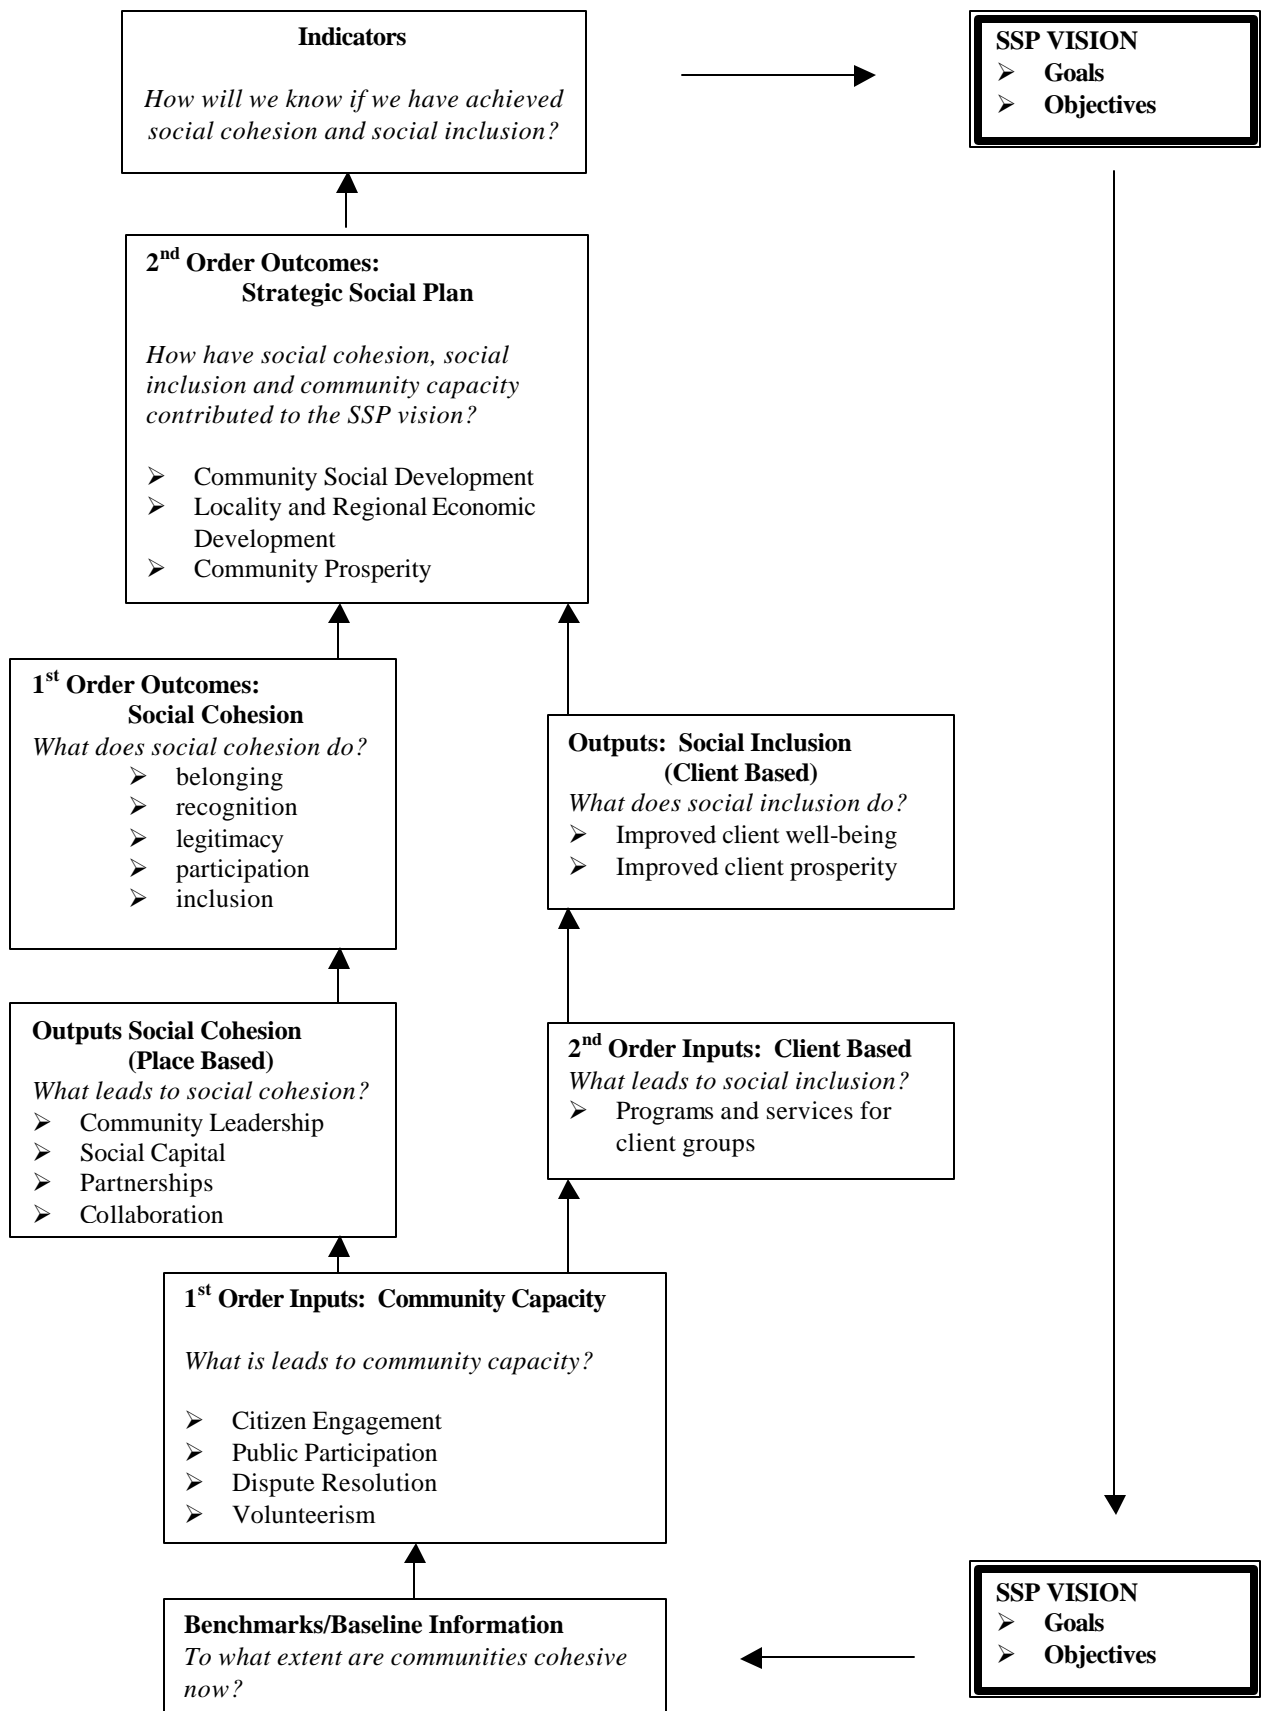 Indicators
How will we know if we have achieved
social cohesion and social inclusion?
SSP VISION
➢ Goals
➢ Objectives
2nd Order Outcomes:
Strategic Social Plan
How have social cohesion, social
inclusion and community capacity
contributed to the SSP vision?
➢ Community Social Development
➢ Locality and Regional Economic
Development
➢ Community Prosperity
1st Order Outcomes:
Social Cohesion
What does social cohesion do?
➢ belonging
➢ recognition
➢ legitimacy
➢ participation
➢ inclusion
Outputs: Social Inclusion
(Client Based)
What does social inclusion do?
➢ Improved client well-being
➢ Improved client prosperity
Outputs Social Cohesion
(Place Based)
What leads to social cohesion?
➢ Community Leadership
➢ Social Capital
➢ Partnerships
➢ Collaboration
2nd Order Inputs: Client Based
What leads to social inclusion?
➢ Programs and services for
client groups
1st Order Inputs: Community Capacity
What is leads to community capacity?
➢ Citizen Engagement
➢ Public Participation
➢ Dispute Resolution
➢ Volunteerism
Benchmarks/Baseline Information
To what extent are communities cohesive
now?
SSP VISION
➢ Goals
➢ Objectives